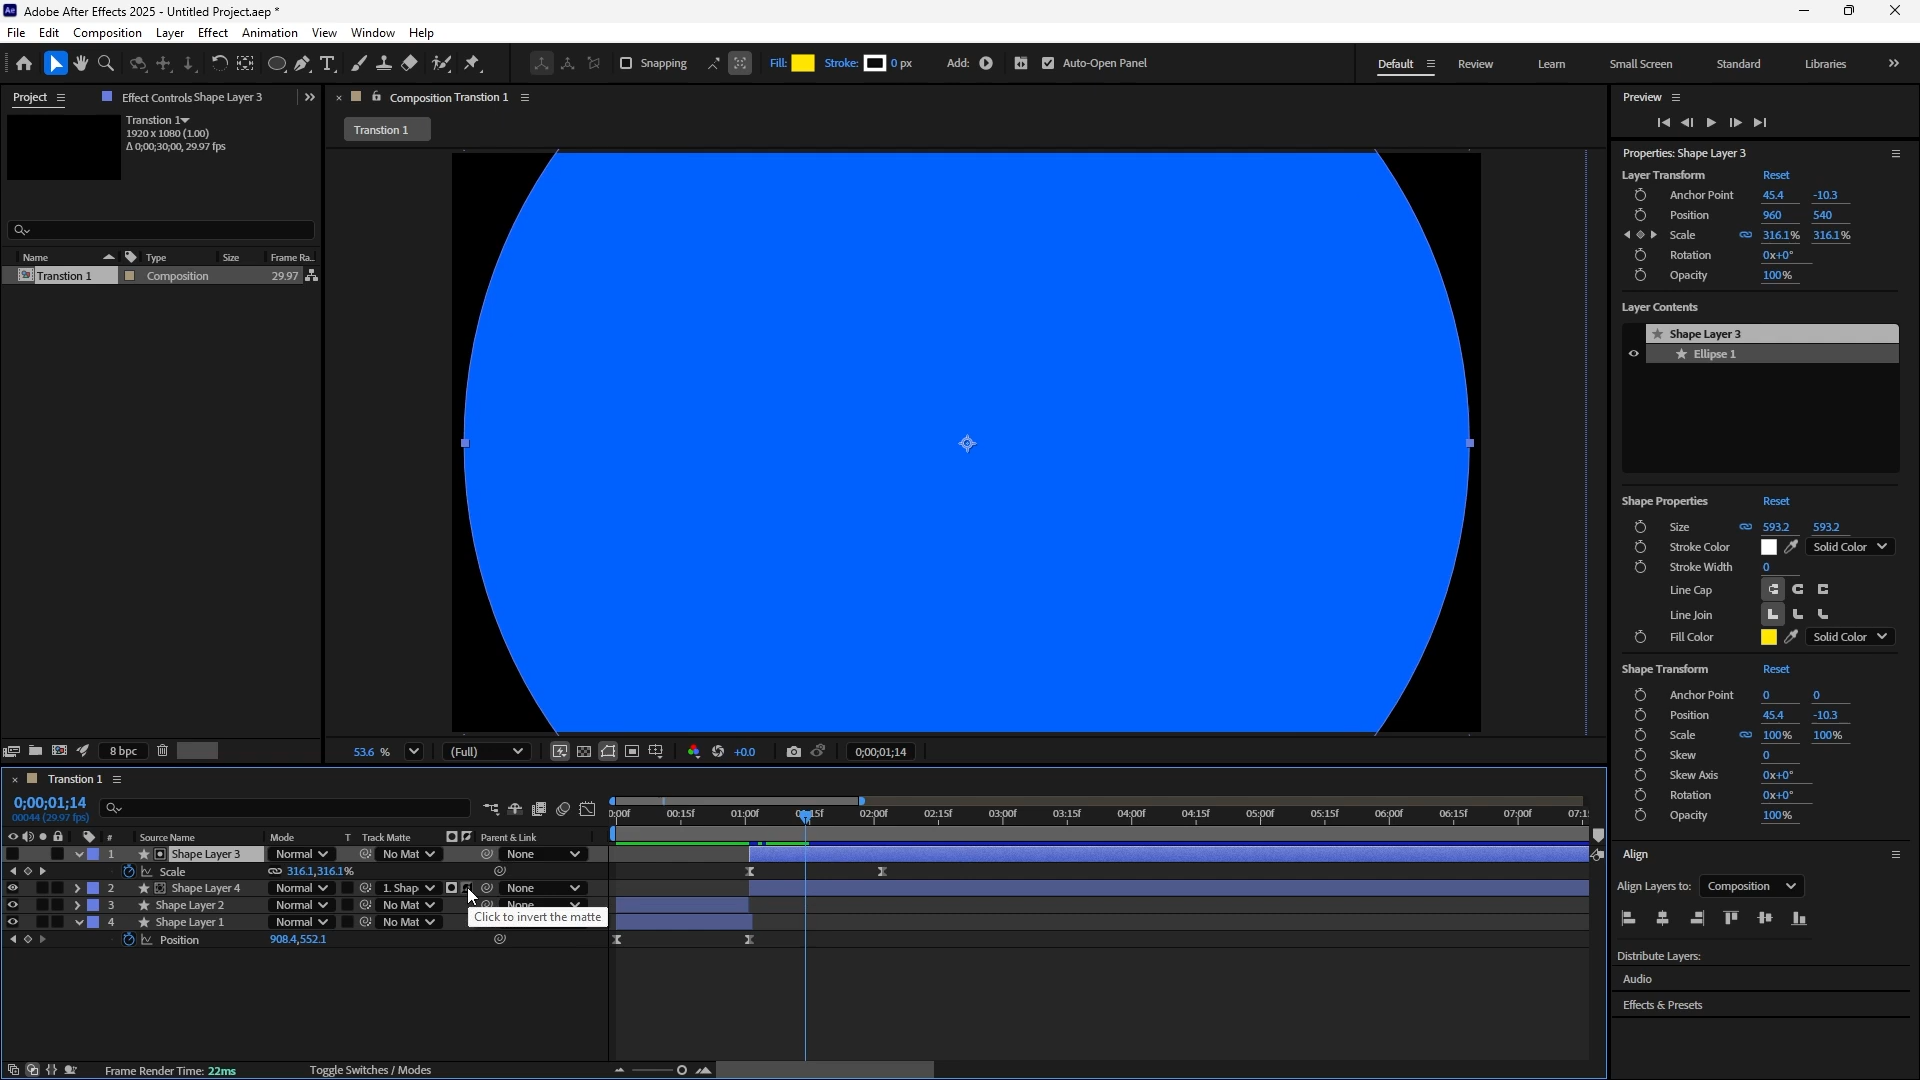 Ae Adobe After Effects 2025 - Untitled Project.aep *
File Edit Composition Layer Effect Animation View Window Help
Snapping Fill: Stroke: 0 px Add: Auto-Open Panel Default Review Learn Small Screen Standard Libraries
Project Effect Controls Shape Layer 3 Composition Transtion 1 Preview
Transtion 1
1920 x 1080 (1.00)
Δ 0;00;30;00, 29.97 fps
Transtion 1
Name Type Size Frame Ra..
Transtion 1 Composition 29.97
8 bpc
53.6 % (Full) +0.0 0;00;01;14
Properties: Shape Layer 3
Layer Transform Reset
Anchor Point 45.4 -10.3
Position 960 540
Scale 316.1% 316.1%
Rotation 0x+0°
Opacity 100%
Layer Contents
Shape Layer 3
Ellipse 1
Shape Properties Reset
Size 593.2 593.2
Stroke Color Solid Color
Stroke Width 0
Line Cap
Line Join
Fill Color Solid Color
Shape Transform Reset
Anchor Point 0 0
Position 45.4 -10.3
Scale 100% 100%
Skew 0
Skew Axis 0x+0°
Rotation 0x+0°
Opacity 100%
Align
Align Layers to: Composition
Distribute Layers:
Audio
Effects & Presets
Transtion 1
0;00;01;14
00044 (29.97 fps)
:00f 00:15f 01:00f 02:00f 02:15f 03:00f 03:15f 04:00f 04:15f 05:00f 05:15f 06:00f 06:15f 07:00f 07:1
# Source Name Mode T Track Matte Parent & Link
1 Shape Layer 3 Normal No Mat None
Scale 316.1,316.1%
2 Shape Layer 4 Normal 1. Shap None
3 Shape Layer 2 Normal No Mat None
Click to invert the matte
4 Shape Layer 1 Normal No Mat
Position 908.4,552.1
Frame Render Time: 22ms Toggle Switches / Modes